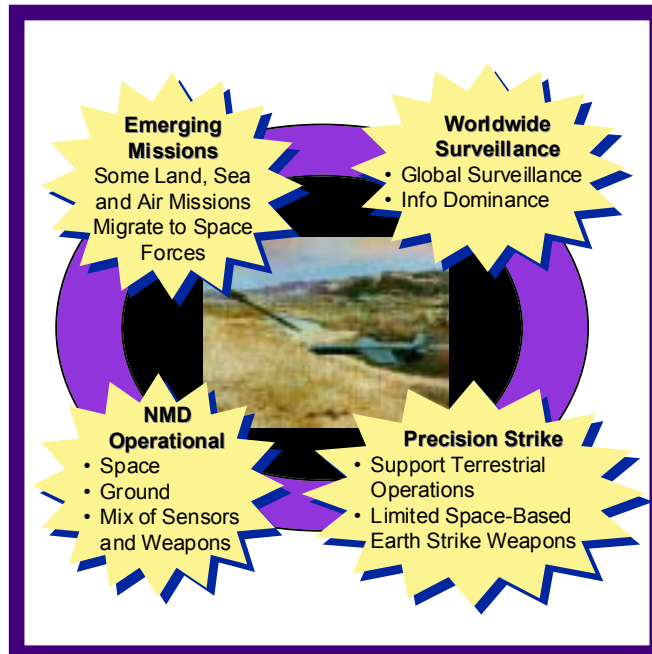 Emerging
Missions
Some Land, Sea
and Air Missions
Migrate to Space
Forces
Worldwide
Surveillance
• Global Surveillance
• Info Dominance
NMD
Operational
• Space
• Ground
• Mix of Sensors
and Weapons
Precision Strike
• Support Terrestrial
Operations
• Limited Space-Based
Earth Strike Weapons